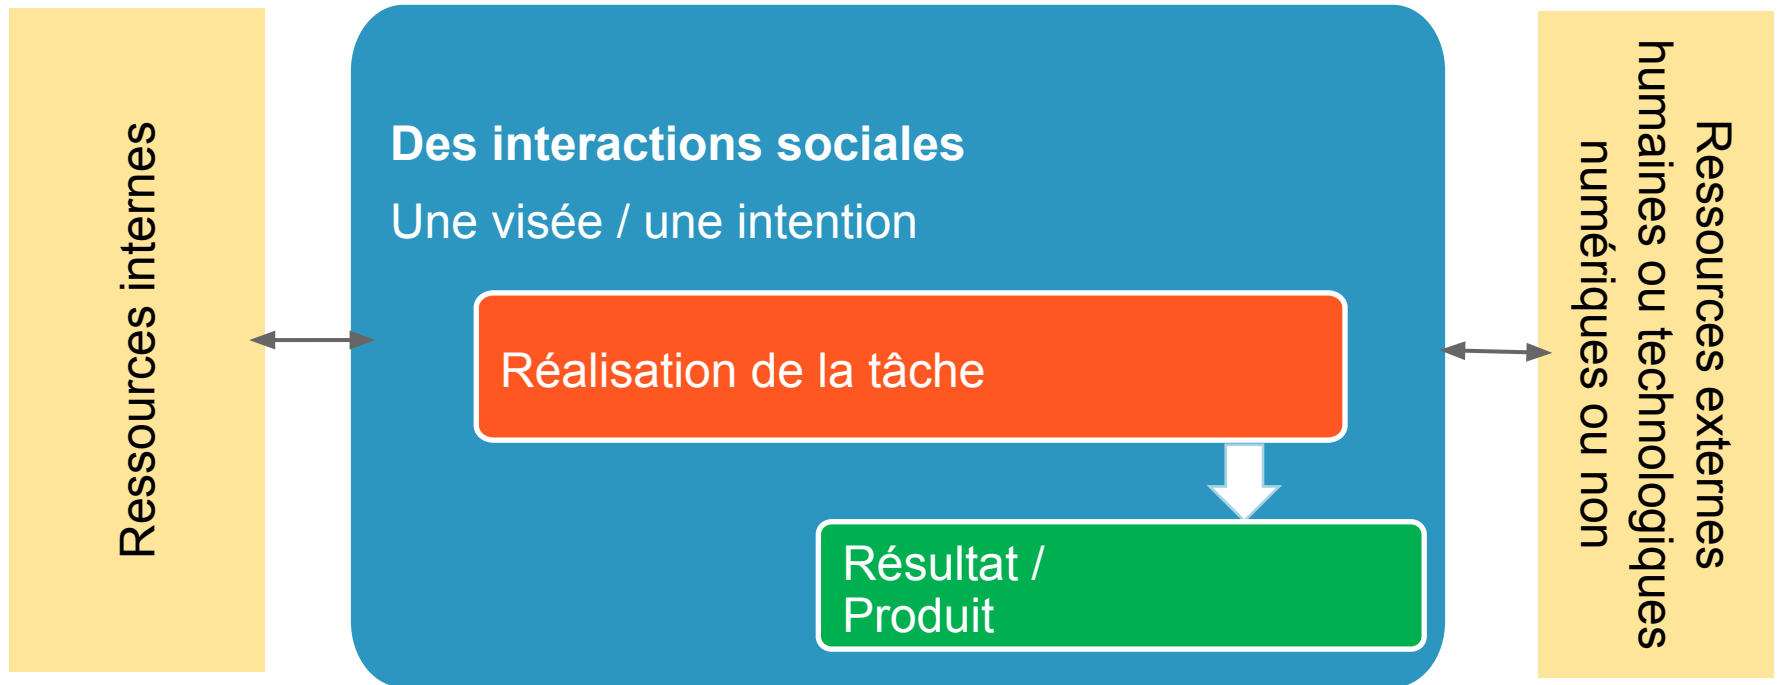 Ressources internes
Des interactions sociales
Une visée / une intention
Réalisation de la tâche
Résultat /
Produit
Ressources externes
humaines ou technologiques
numériques ou non